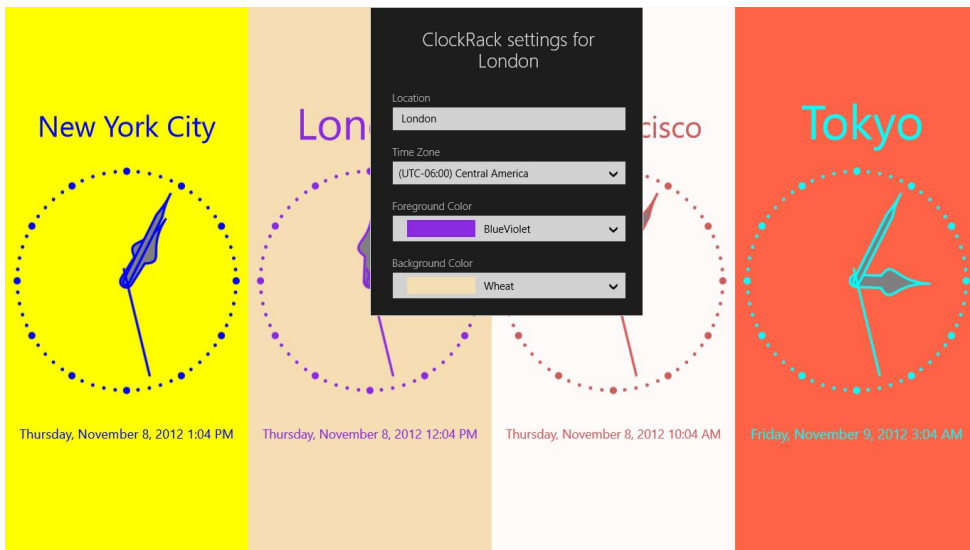 ClockRack settings for
London
Location
London
Time Zone
(UTC-06:00) Central America
Foreground Color
BlueViolet
Background Color
Wheat
New York City
Lon
cisco
Tokyo
Thursday, November 8, 2012 1:04 PM
Thursday, November 8, 2012 12:04 PM
Thursday, November 8, 2012 10:04 AM
Friday, November 9, 2012 3:04 AM